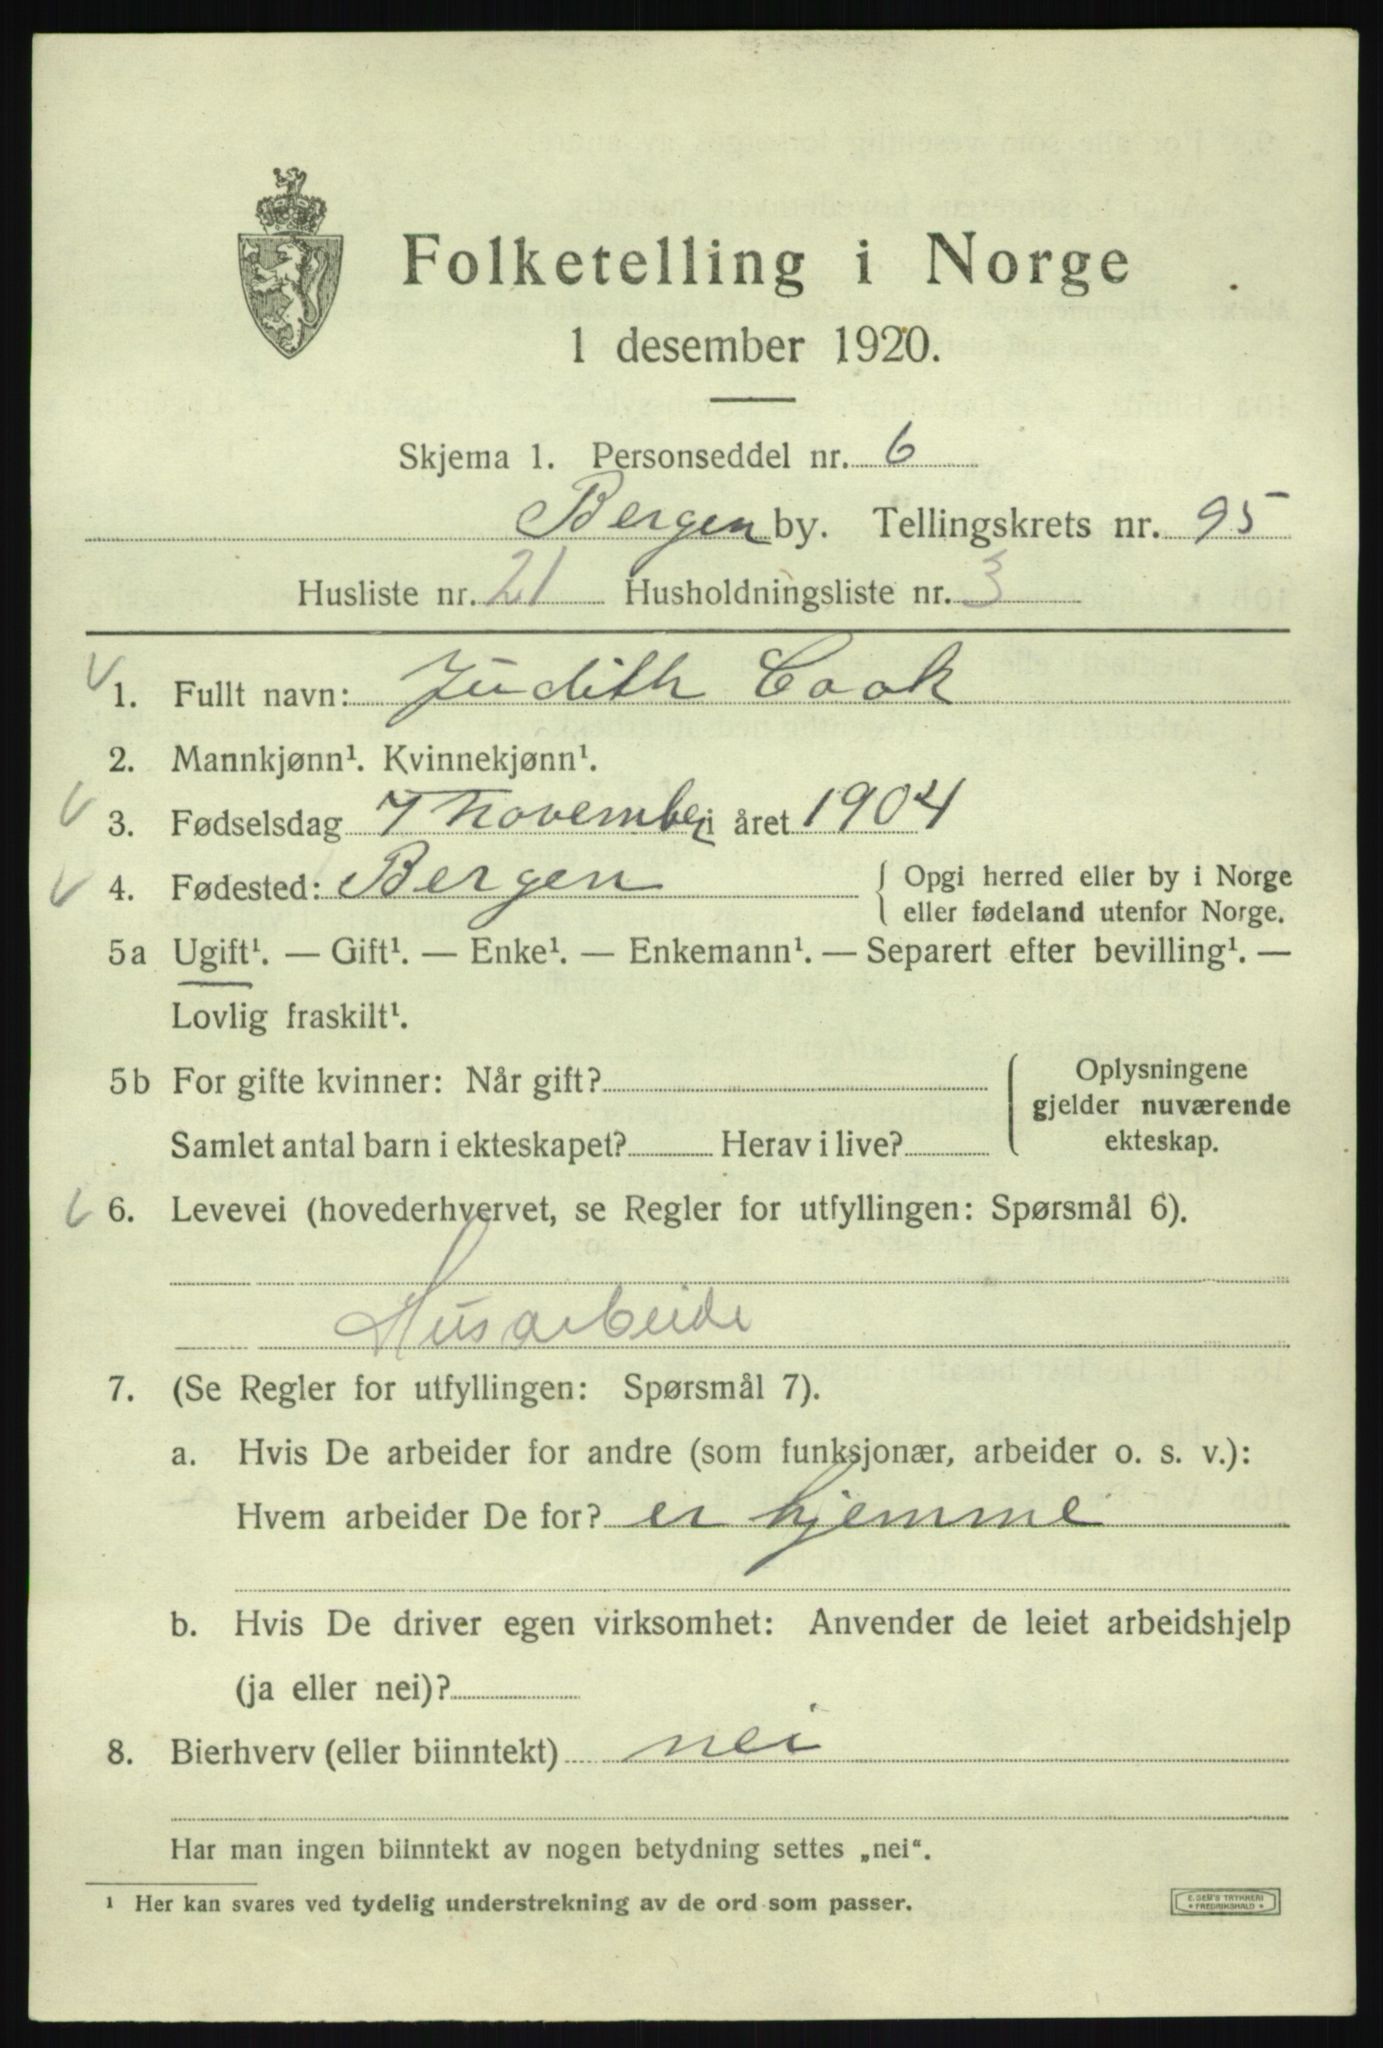 Folketelling i Norge
1 desember 1920.
Skjema 1. Personseddel nr. 6
Bergen by. Tellingskrets nr. 95
Husliste nr. 21 Husholdningsliste nr. 3
1. Fullt navn: Judith Cook
2. Mannkjønn¹. Kvinnekjønn¹.
3. Fødselsdag 7 November i året 1904
4. Fødested: Bergen { Opgi herred eller by i Norge
eller fødeland utenfor Norge.
5a Ugift¹. — Gift¹. — Enke¹. — Enkemann¹. — Separert efter bevilling¹. —
Lovlig fraskilt¹.
5b For gifte kvinner: Når gift?
Samlet antal barn i ekteskapet? Herav i live?
Oplysningene
gjelder nuværende
ekteskap.
6. Levevei (hovederhvervet, se Regler for utfyllingen: Spørsmål 6).
Husarbeide
7. (Se Regler for utfyllingen: Spørsmål 7).
a. Hvis De arbeider for andre (som funksjonær, arbeider o. s. v.):
Hvem arbeider De for? er hjemme
b. Hvis De driver egen virksomhet: Anvender de leiet arbeidshjelp
(ja eller nei)?
8. Bierhverv (eller biinntekt) nei
Har man ingen biinntekt av nogen betydning settes „nei“.
¹ Her kan svares ved tydelig understrekning av de ord som passer.
E. SEM'S TRYKKERI
* FREDRIKSHALD *